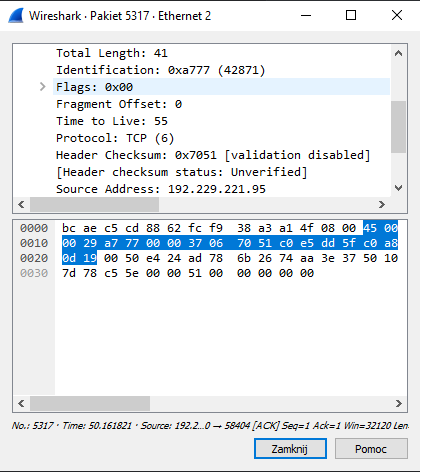 Wireshark · Pakiet 5317 · Ethernet 2
Total Length: 41
Identification: 0xa777 (42871)
Flags: 0x00
Fragment Offset: 0
Time to Live: 55
Protocol: TCP (6)
Header Checksum: 0x7051 [validation disabled]
[Header checksum status: Unverified]
Source Address: 192.229.221.95
0000 bc ae c5 cd 88 62 fc f9 38 a3 a1 4f 08 00 45 00
0010 00 29 a7 77 00 00 37 06 70 51 c0 e5 dd 5f c0 a8
0020 0d 19 00 50 e4 24 ad 78 6b 26 74 aa 3e 37 50 10
0030 7d 78 c5 5e 00 00 51 00 00 00 00 00
No.: 5317 · Time: 50.161821 · Source: 192.2...0 → 58404 [ACK] Seq=1 Ack=1 Win=32120 Len
Zamknij Pomoc